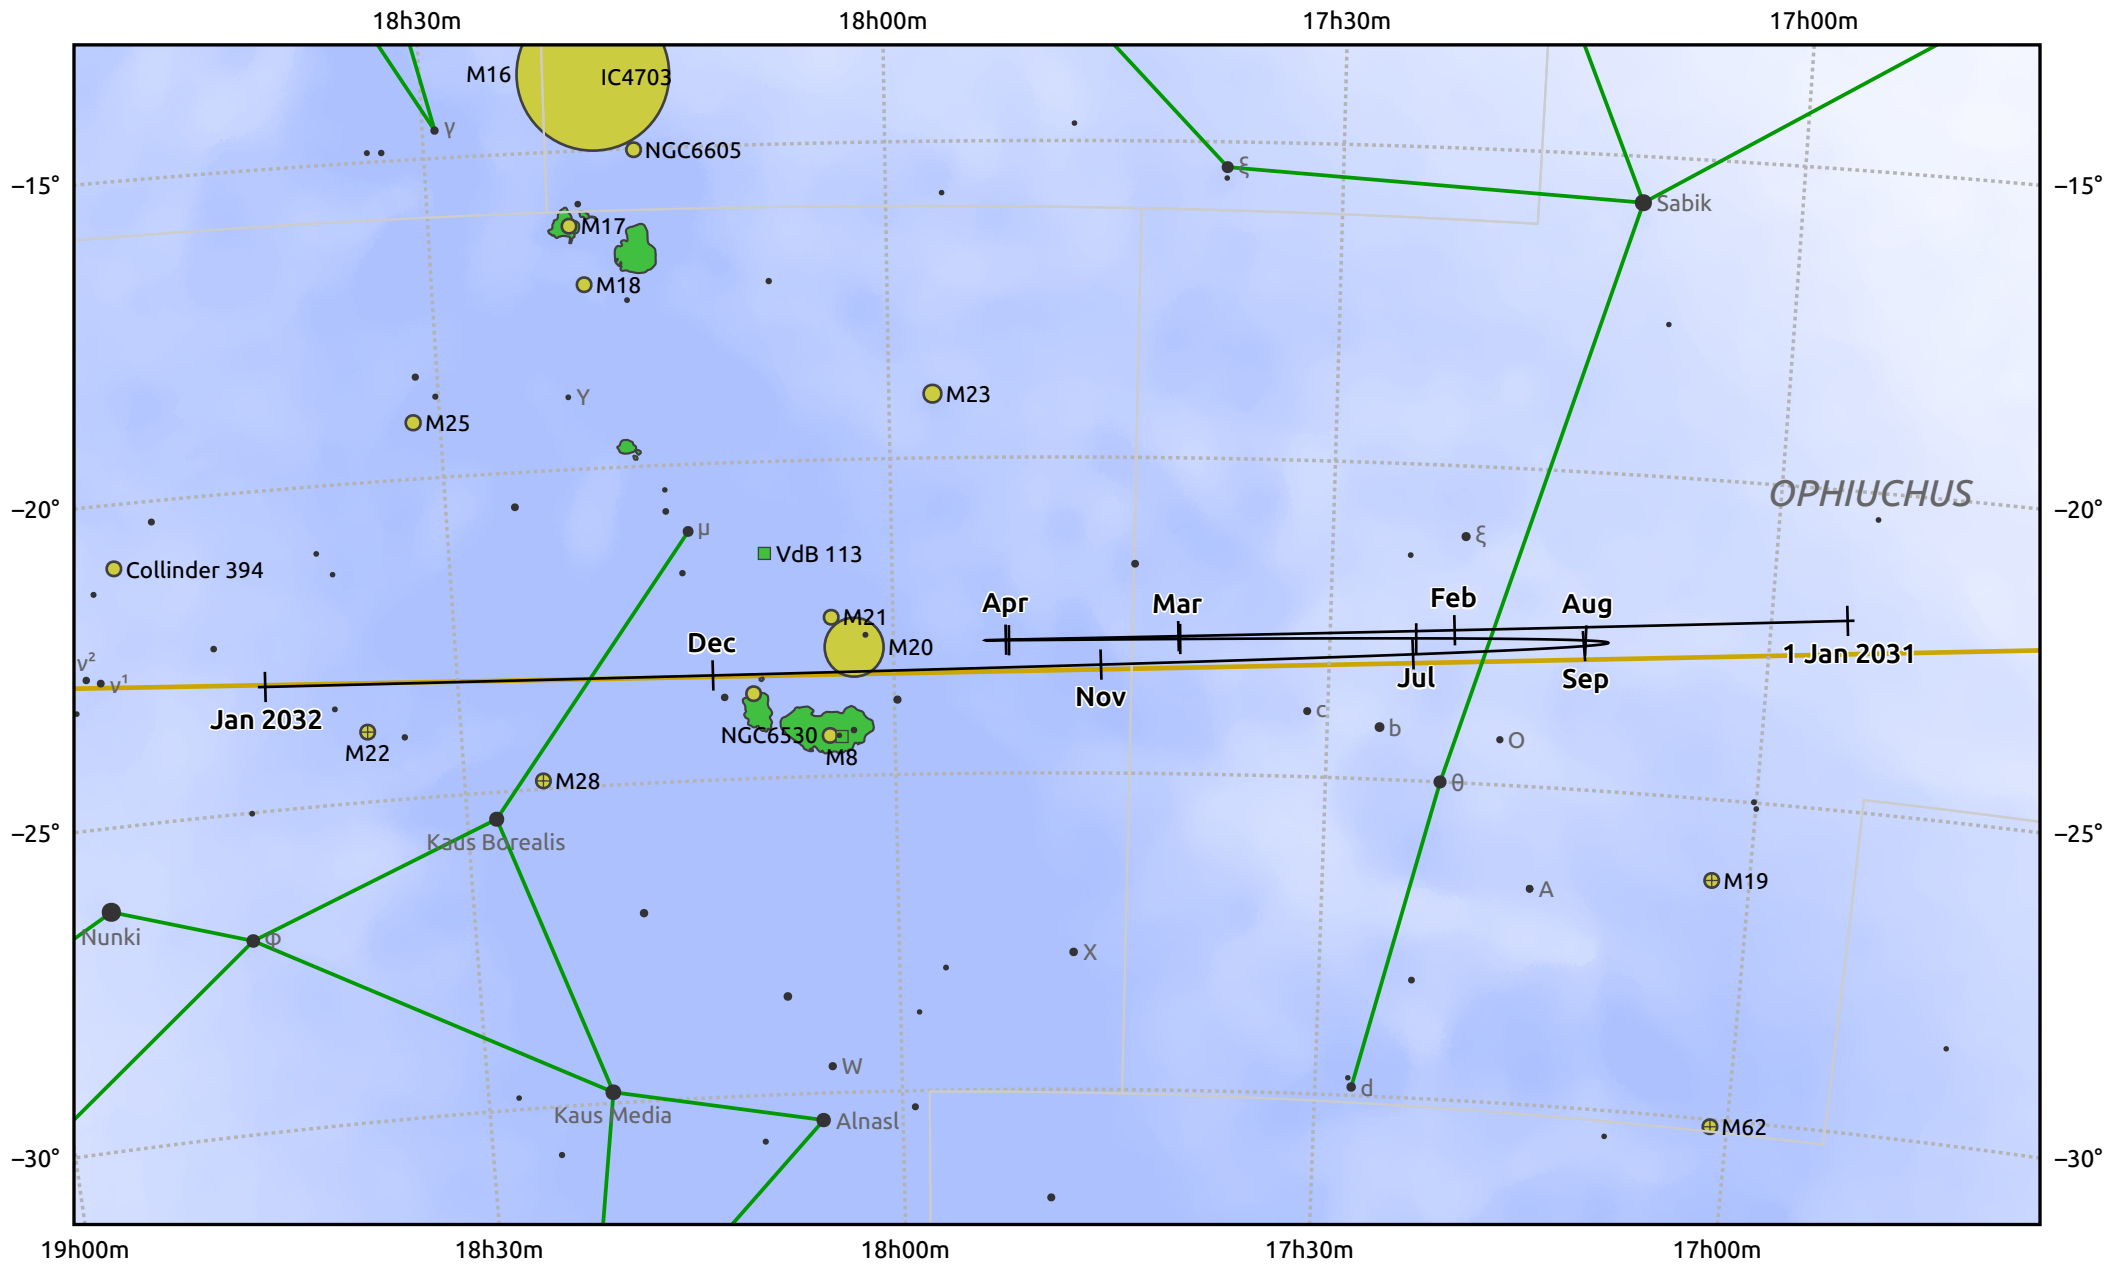 18h30m 18h00m 17h30m 17h00m
M16 IC4703
γ
NGC6605
ξ
−15° −15°
Sabik
M17
M18
M23
Y
M25
OPHIUCHUS
−20° −20°
μ
ξ
VdB 113
Collinder 394
Apr Mar Feb Aug
M21
Dec M20
1 Jan 2031
ν² ν¹
Jul Sep
Nov
Jan 2032
c b O
NGC6530
M22 M8
M28 θ
−25° −25°
Kaus Borealis
M19
A
Nunki Φ
X
W
d
Kaus Media Alnasl
M62
−30° −30°
19h00m 18h30m 18h00m 17h30m 17h00m